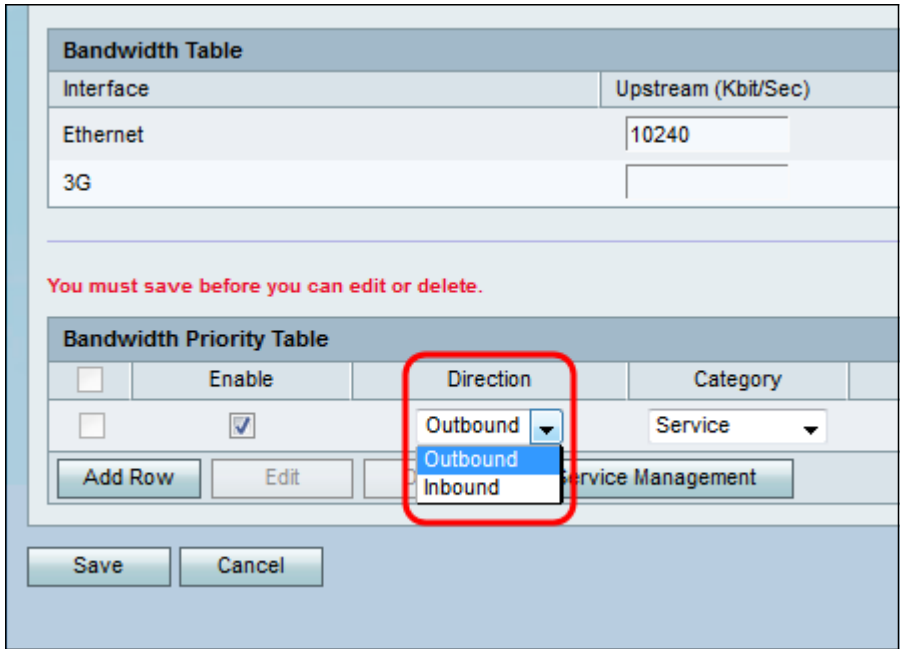 Bandwidth Table
Interface Upstream (Kbit/Sec)
Ethernet 10240
3G
You must save before you can edit or delete.
Bandwidth Priority Table
Enable Direction Category
Outbound Service
Outbound
Inbound
Add Row Edit Service Management
Save Cancel